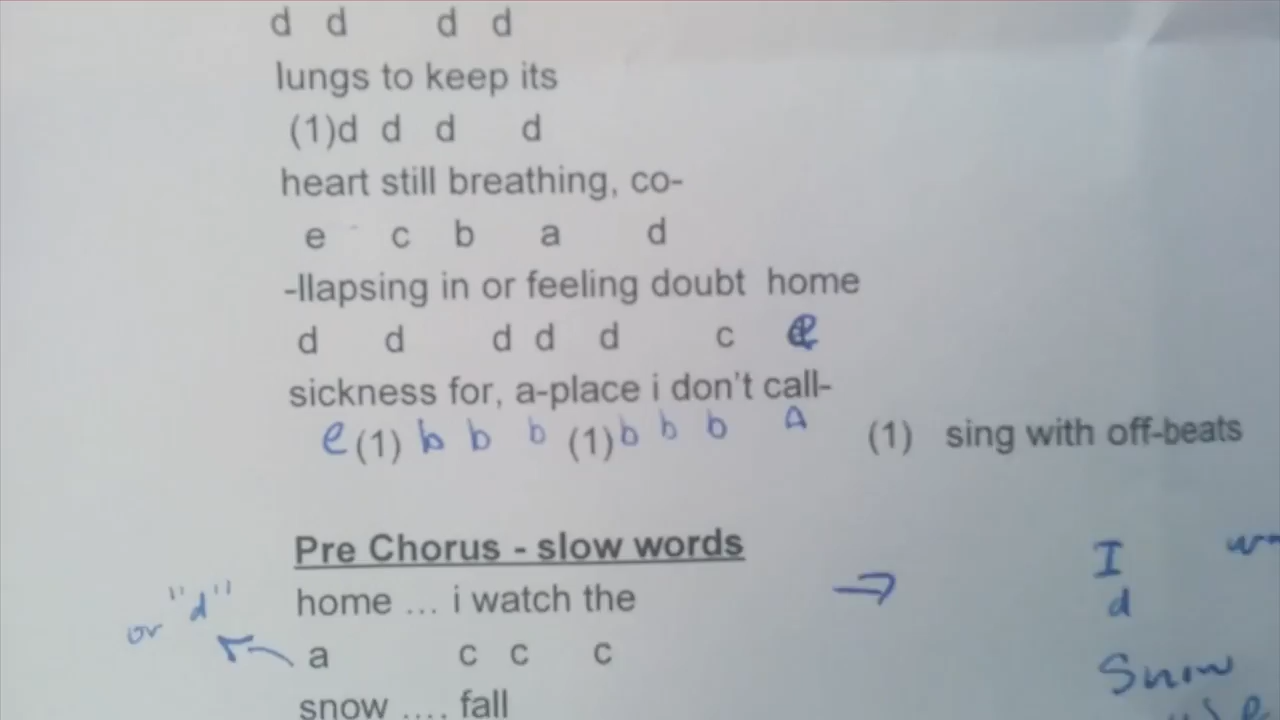 d d d d
lungs to keep its
(1)d d d d
heart still breathing, co-
e c b a d
-llapsing in or feeling doubt home
d d d d d c e
sickness for, a-place i don't call-
e (1) b b b (1) b b b A (1) sing with off-beats
Pre Chorus - slow words
home ... i watch the → I
or "d" a c c c d
snow .... fall Snow